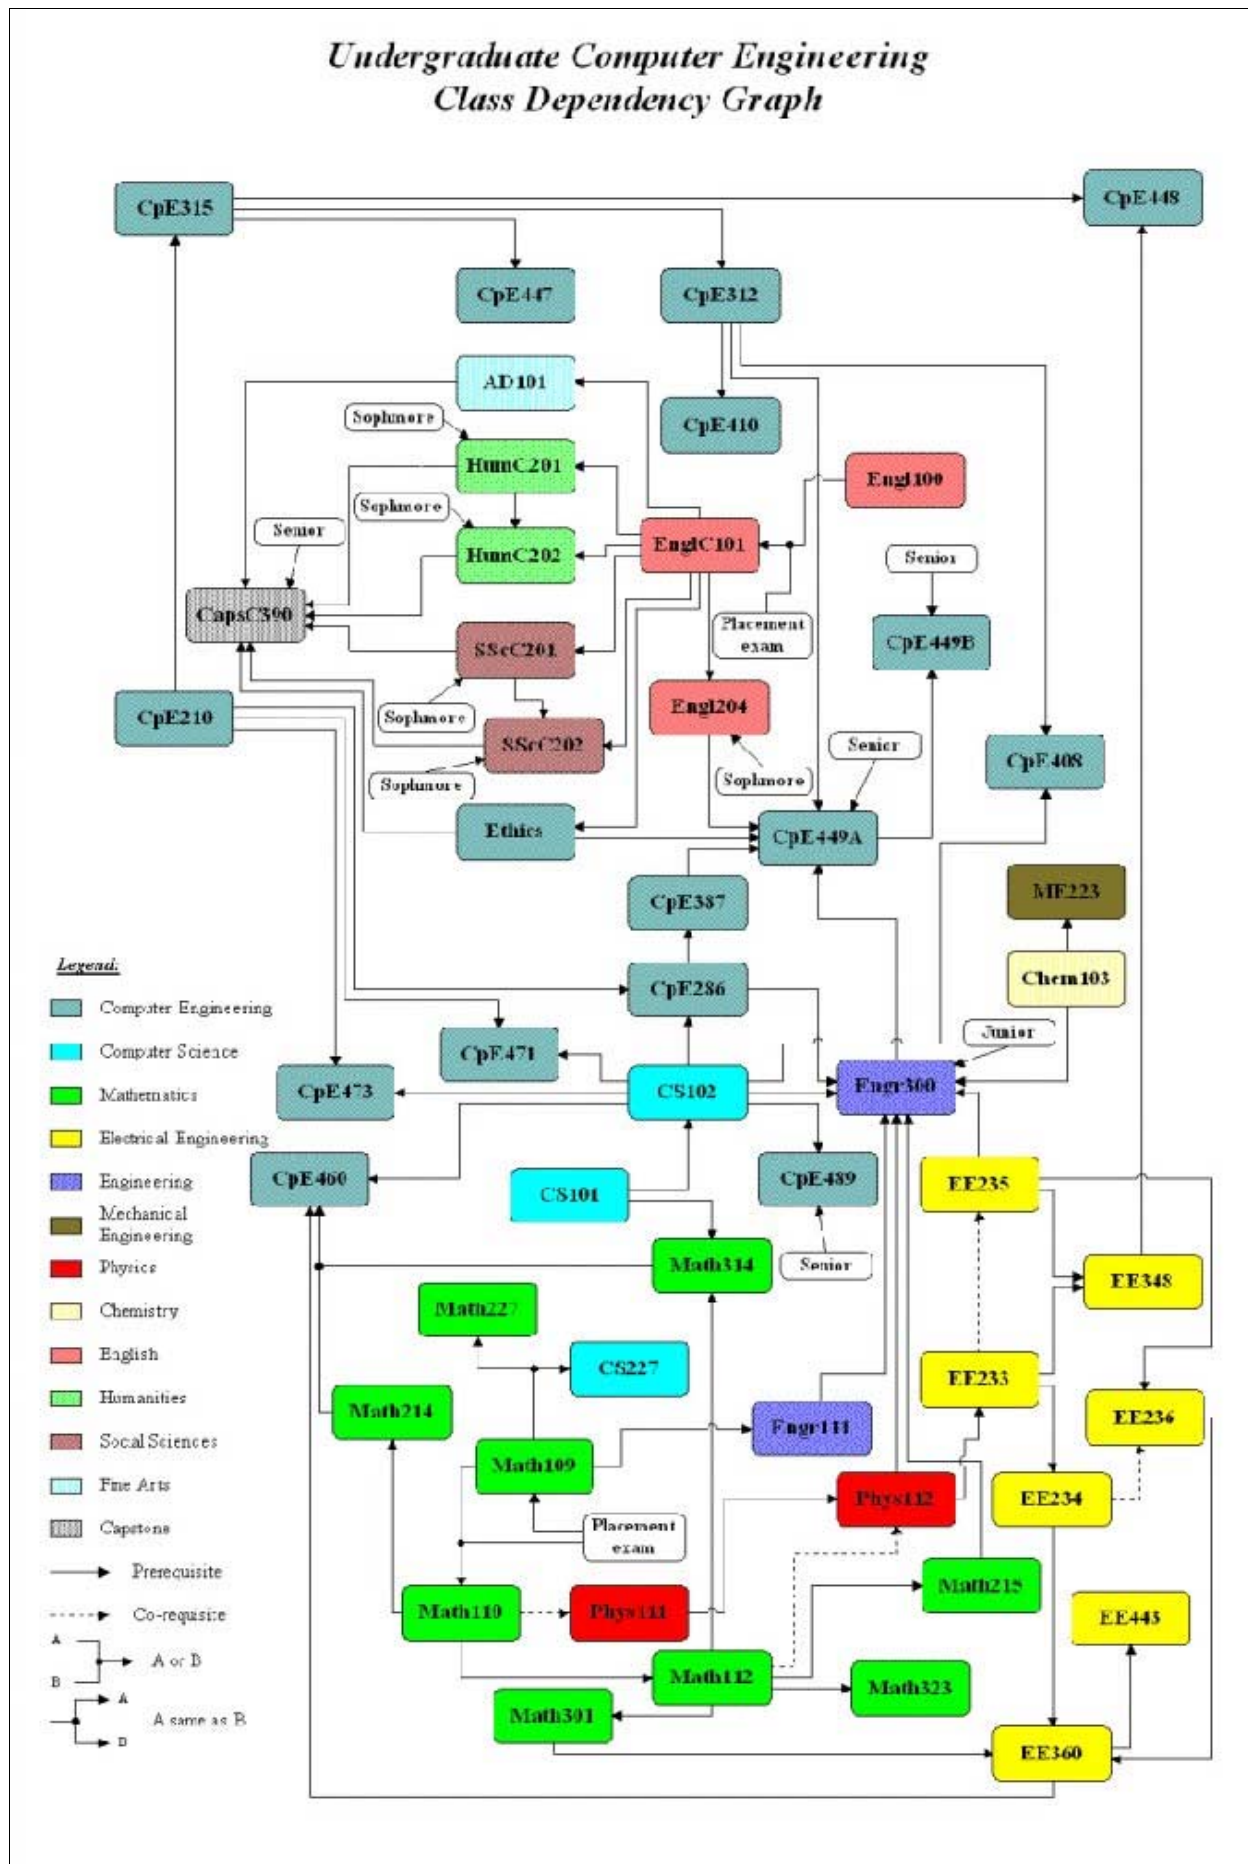 Undergraduate Computer Engineering
Class Dependency Graph
CpE315
CpE448
CpE447
CpE312
AD101
Sophmore
CpE410
HumC201
Engl100
Sophmore
Senior
HumC202
EnglC101
Senior
CapsC390
Placement
exam
CpE449B
SScC201
Sophmore
Engl204
CpE210
SScC202
Senior
CpE408
Sophmore
Sophmore
Ethics
CpE449A
CpE387
ME223
Legend:
CpE286
Chem103
Computer Engineering
Junior
Computer Science
CpE471
Mathematics
CpE473
CS102
Engr300
Electrical Engineering
Engineering
CpE460
CS101
CpE489
EE235
Mechanical
Engineering
Physics
Math314
Senior
EE348
Chemistry
Math227
English
CS227
EE233
Humanities
Math214
Engr111
EE236
Social Sciences
Math109
Fine Arts
Phys112
EE234
Capstone
Placement
exam
Prerequisite
Math215
Co-requisite
Math110
Phys111
EE443
A
B
A or B
Math112
Math323
A
A same as B
B
Math301
EE360